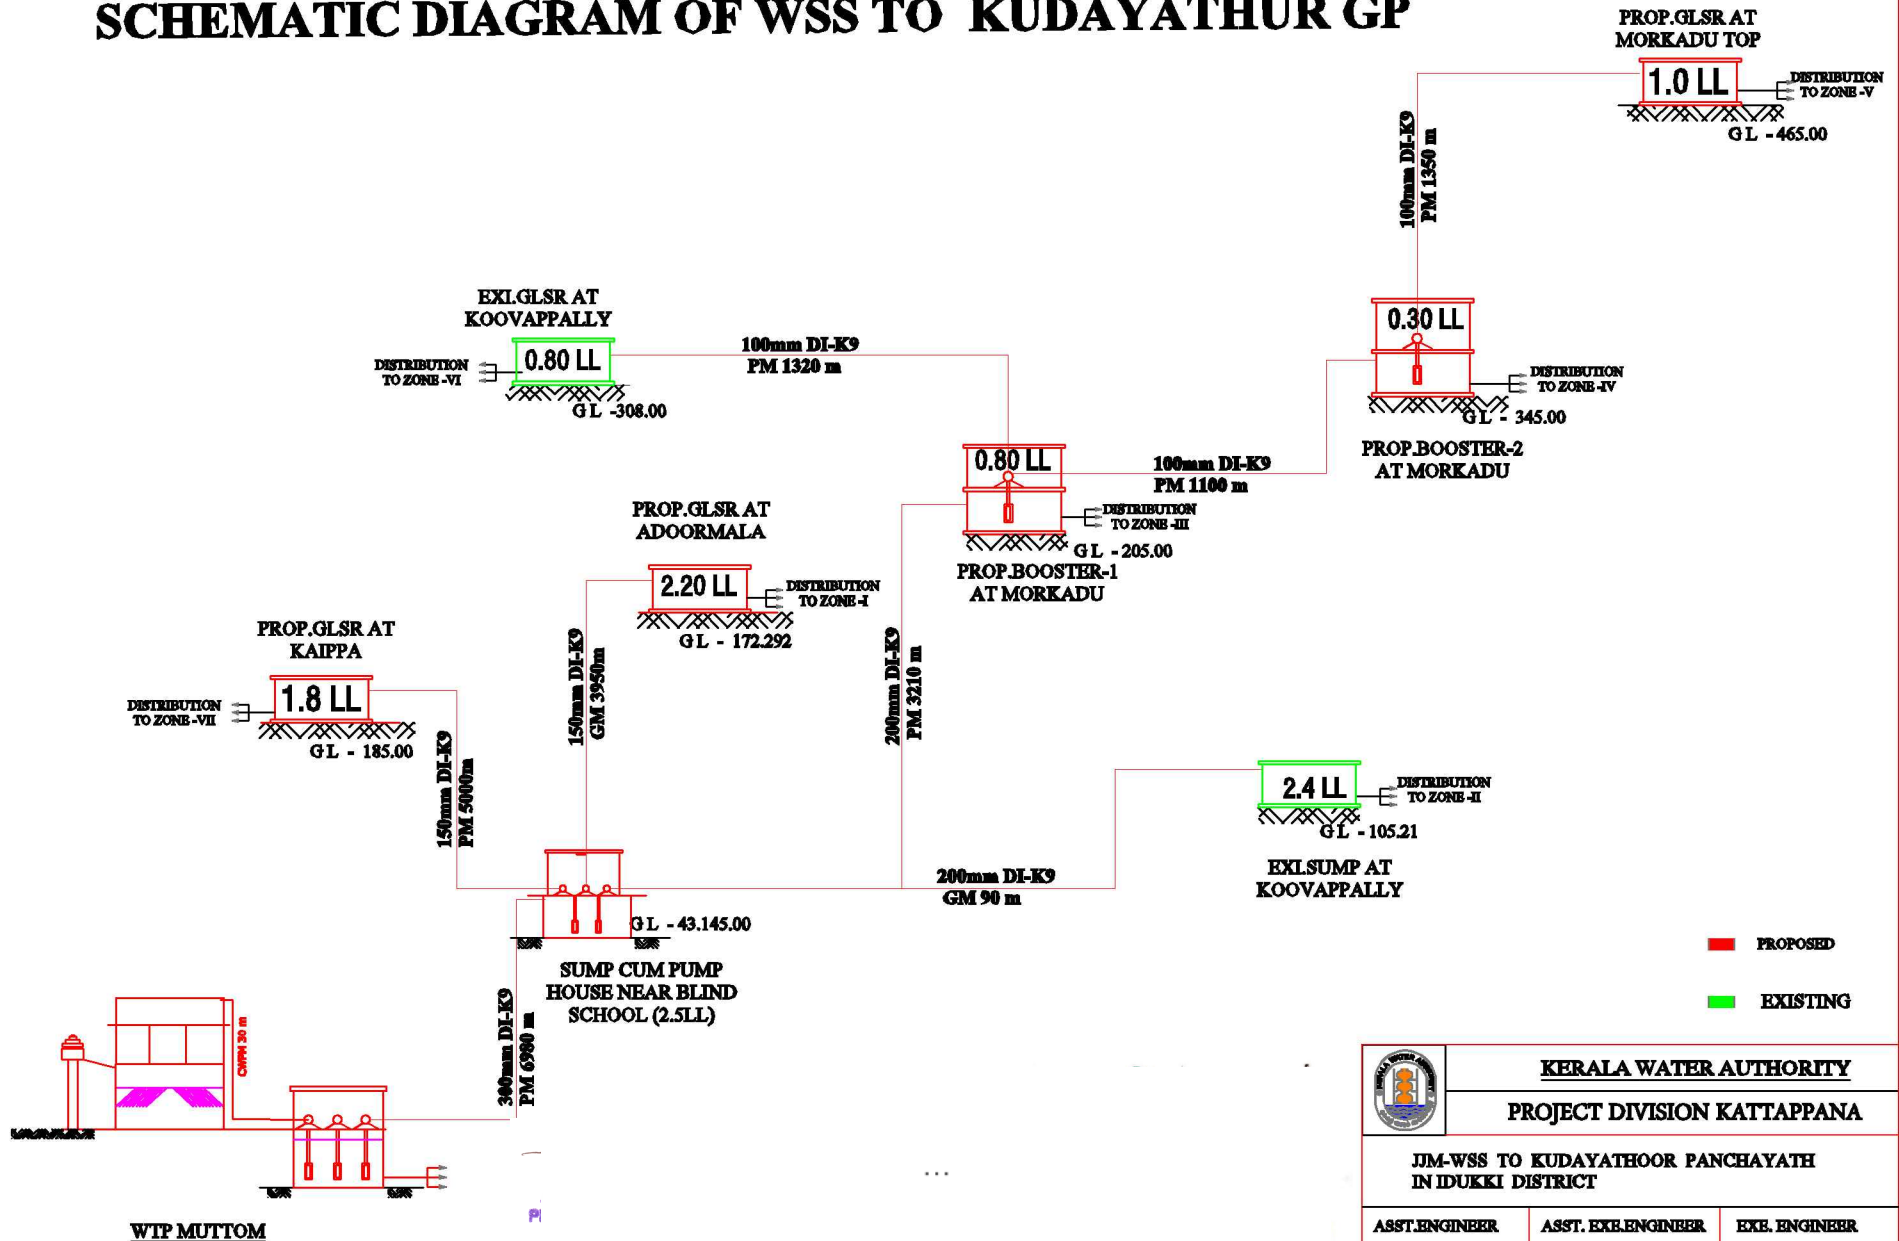 SCHEMATIC DIAGRAM OF WSS TO KUDAYATHUR GP
PROP.GLSR AT
MORKADU TOP
1.0 LL
DISTRIBUTION
TO ZONE -V
GL - 465.00
100mm DI-K9
PM 1350 m
EXI.GLSR AT
KOOVAPPALLY
0.80 LL
DISTRIBUTION
TO ZONE -VI
GL -308.00
100mm DI-K9
PM 1320 m
0.30 LL
DISTRIBUTION
TO ZONE -IV
GL - 345.00
PROP.BOOSTER-2
AT MORKADU
0.80 LL
100mm DI-K9
PM 1100 m
DISTRIBUTION
TO ZONE -III
GL - 205.00
PROP.BOOSTER-1
AT MORKADU
PROP.GLSR AT
ADOORMALA
2.20 LL
DISTRIBUTION
TO ZONE -I
GL - 172.292
150mm DI-K9
GM 3950m
200mm DI-K9
PM 3210 m
PROP.GLSR AT
KAIPPA
1.8 LL
DISTRIBUTION
TO ZONE -VII
GL - 185.00
150mm DI-K9
PM 5000m
2.4 LL
DISTRIBUTION
TO ZONE -II
GL - 105.21
EXI.SUMP AT
KOOVAPPALLY
200mm DI-K9
GM 90 m
GL - 43.145.00
SUMP CUM PUMP
HOUSE NEAR BLIND
SCHOOL (2.5LL)
300mm DI-K9
PM 6980 m
CWPM 30 m
WTP MUTTOM
PROPOSED
EXISTING
KERALA WATER AUTHORITY
PROJECT DIVISION KATTAPPANA
JJM-WSS TO KUDAYATHOOR PANCHAYATH
IN IDUKKI DISTRICT
ASST.ENGINEER
ASST. EXE.ENGINEER
EXE. ENGINEER